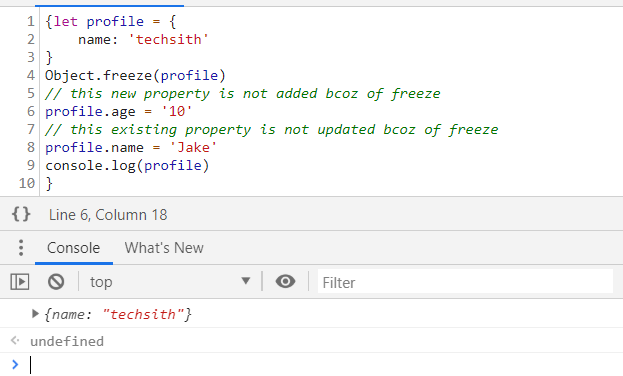 1 {let profile = {
2     name: 'techsith'
3 }
4 Object.freeze(profile)
5 // this new property is not added bcoz of freeze
6 profile.age = '10'
7 // this existing property is not updated bcoz of freeze
8 profile.name = 'Jake'
9 console.log(profile)
10 }
{} Line 6, Column 18
Console What's New
top Filter
{name: "techsith"}
undefined